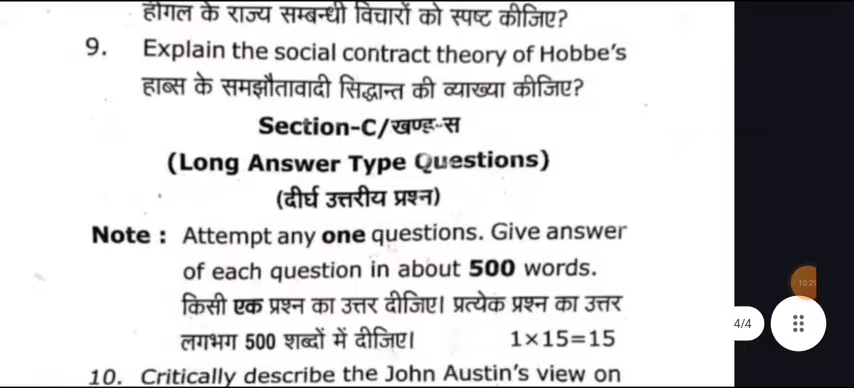 हीगल के राज्य सम्बन्धी विचारों को स्पष्ट कीजिए?
9. Explain the social contract theory of Hobbe's
हाब्स के समझौतावादी सिद्धान्त की व्याख्या कीजिए?
Section-C/खण्ड-स
(Long Answer Type Questions)
(दीर्घ उत्तरीय प्रश्न)
Note : Attempt any one questions. Give answer
of each question in about 500 words.
किसी एक प्रश्न का उत्तर दीजिए। प्रत्येक प्रश्न का उत्तर
लगभग 500 शब्दों में दीजिए। 1×15=15
10. Critically describe the John Austin's view on
10:29
4/4